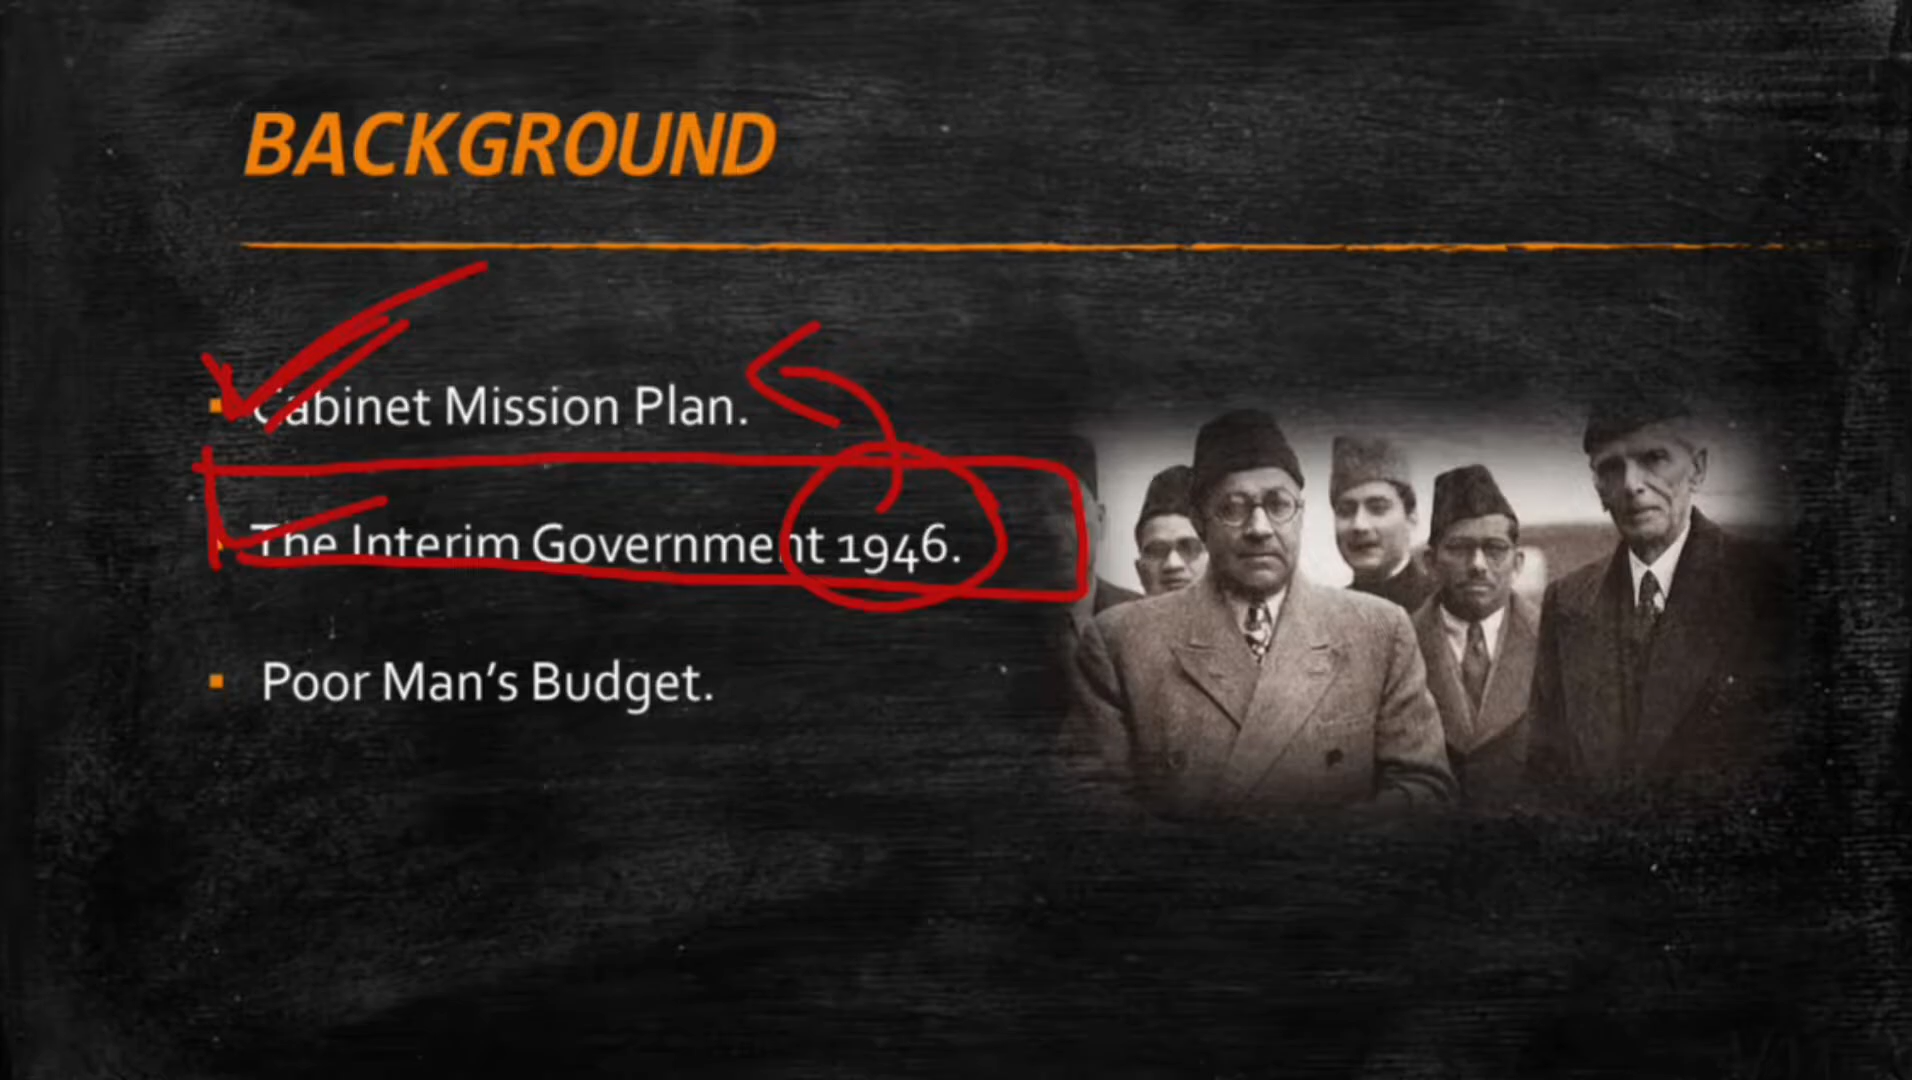 BACKGROUND
Cabinet Mission Plan.
The Interim Government 1946.
Poor Man's Budget.